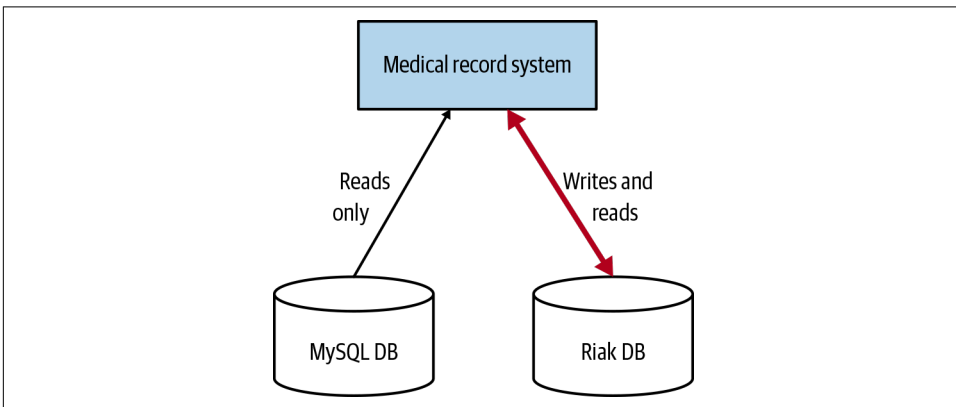 Medical record system
Reads
only
Writes and
reads
MySQL DB
Riak DB